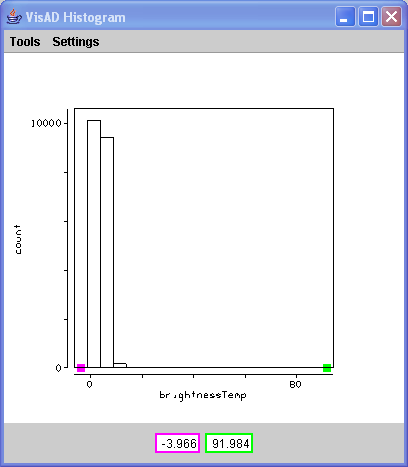 VisAD Histogram
Tools Settings
10000
count
0
0 80
brightnessTemp
-3.966 91.984